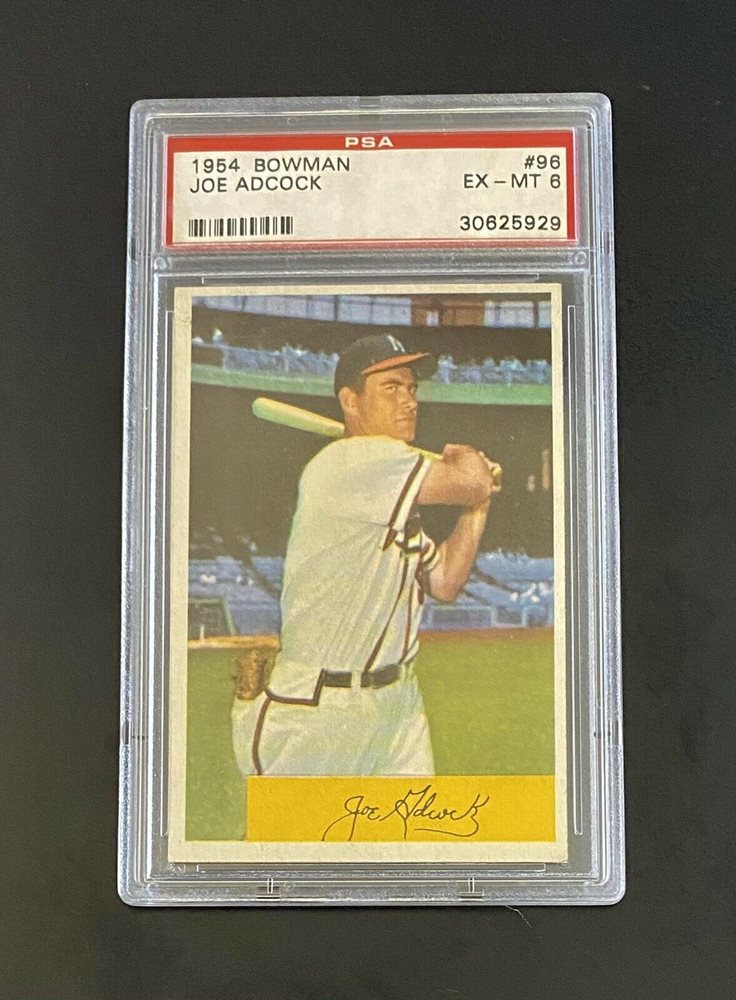 PSA
1954 BOWMAN #96
JOE ADCOCK EX - MT 6
30625929
Joe Adcock